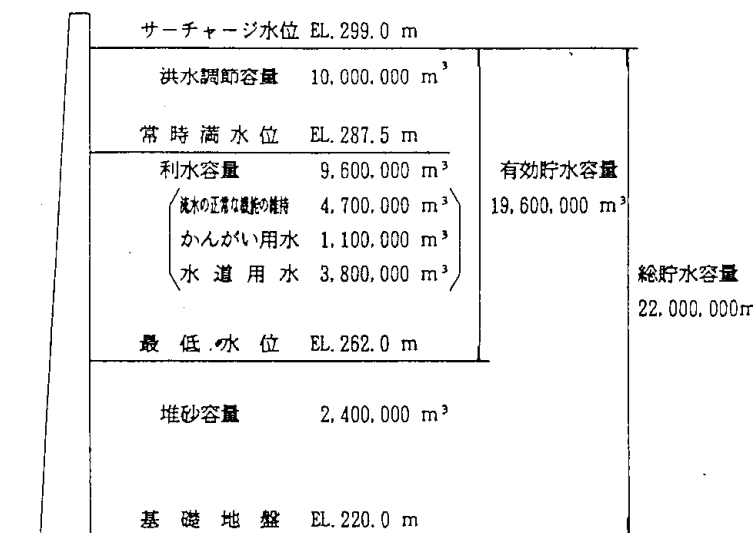 サーチャージ水位 EL.299.0 m
洪水調節容量 10,000,000 m³
常時満水位 EL.287.5 m
利水容量 9,600,000 m³
有効貯水容量
流水の正常な機能の維持 4,700,000 m³
19,600,000 m³
かんがい用水 1,100,000 m³
水道用水 3,800,000 m³
総貯水容量
22,000,000m
最低水位 EL.262.0 m
堆砂容量 2,400,000 m³
基礎地盤 EL.220.0 m